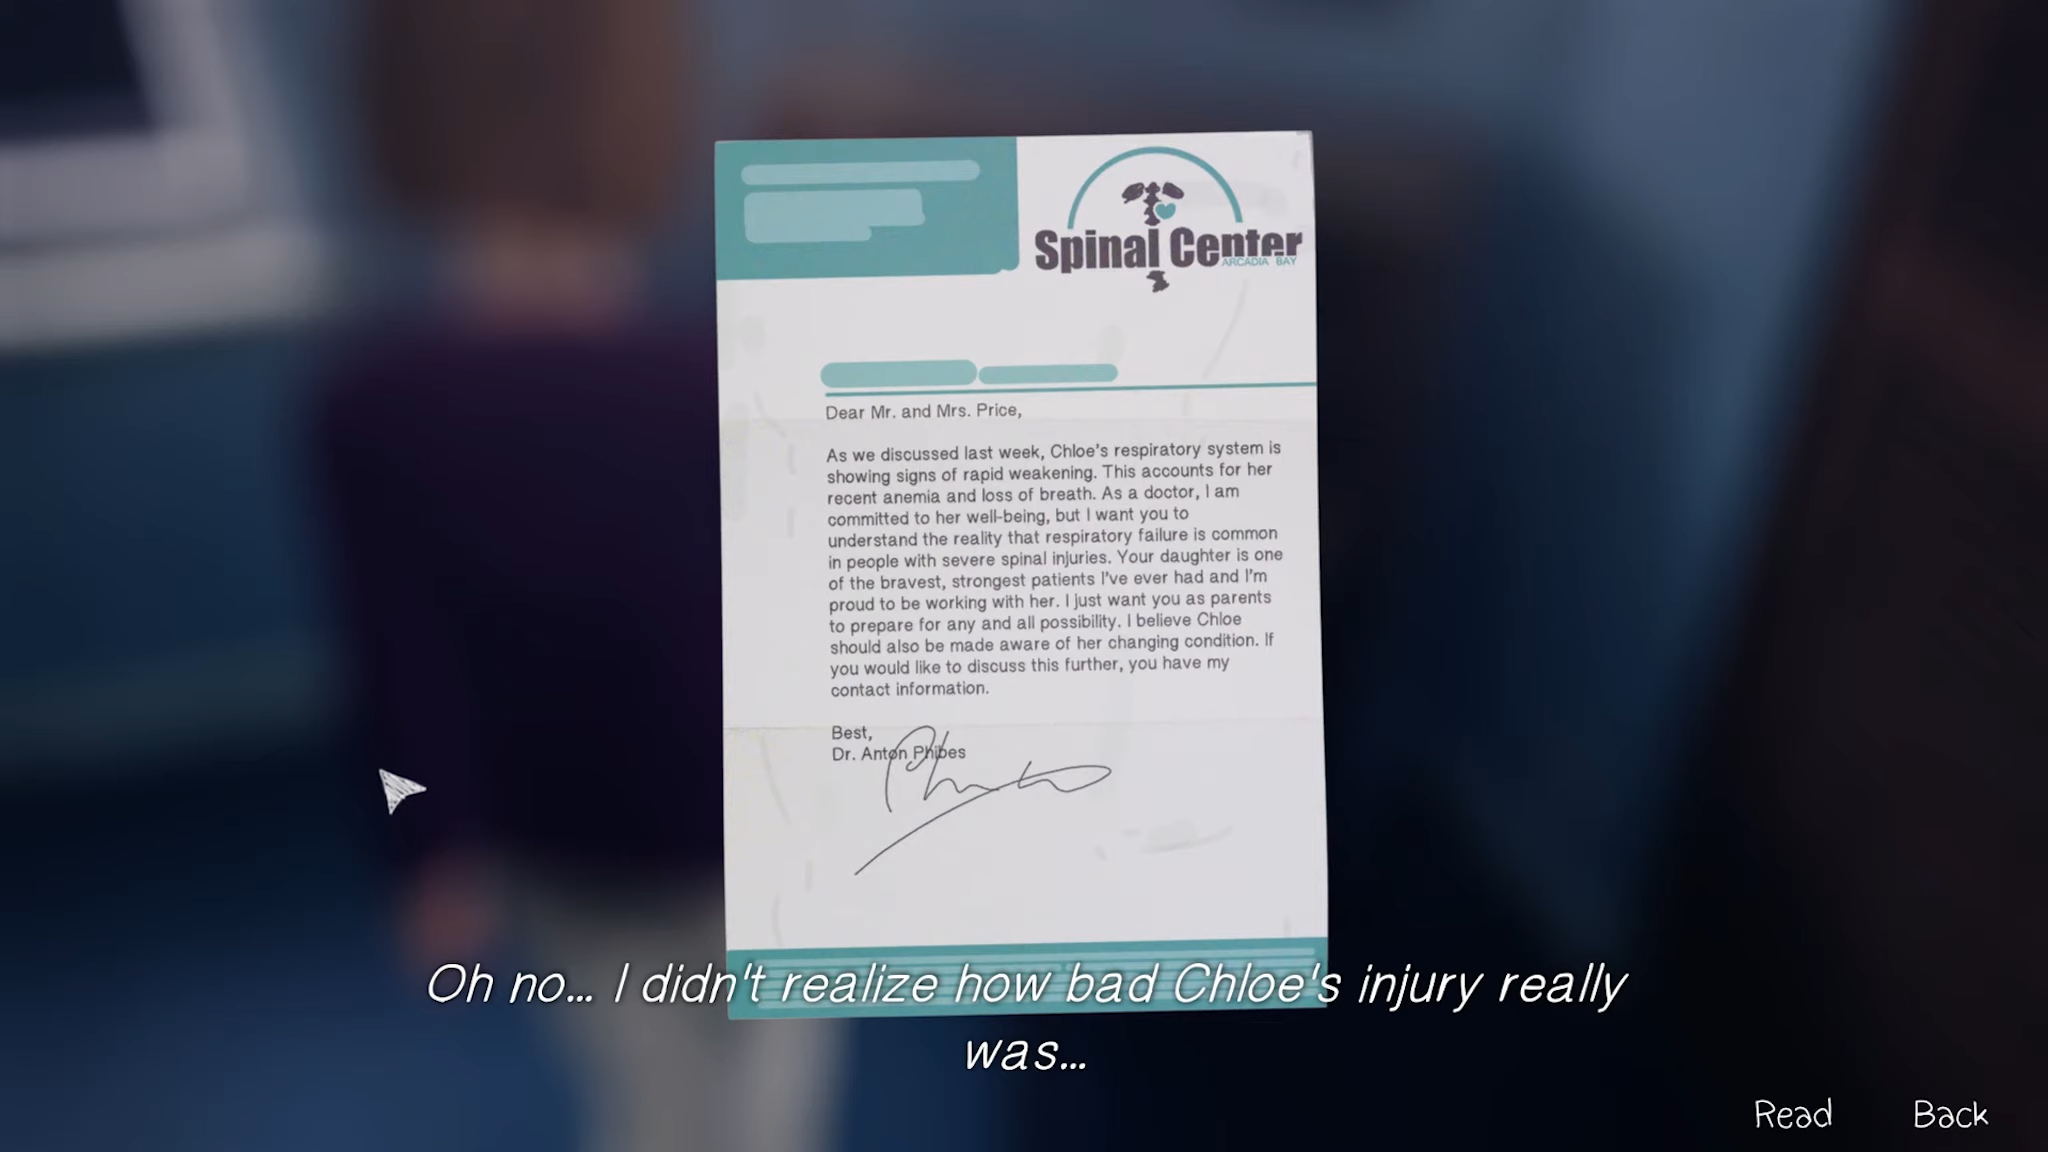 Spinal Center
ARCADIA BAY
Dear Mr. and Mrs. Price,
As we discussed last week, Chloe's respiratory system is
showing signs of rapid weakening. This accounts for her
recent anemia and loss of breath. As a doctor, I am
committed to her well-being, but I want you to
understand the reality that respiratory failure is common
in people with severe spinal injuries. Your daughter is one
of the bravest, strongest patients I've ever had and I'm
proud to be working with her. I just want you as parents
to prepare for any and all possibility. I believe Chloe
should also be made aware of her changing condition. If
you would like to discuss this further, you have my
contact information.
Best,
Dr. Anton Phibes
Oh no... I didn't realize how bad Chloe's injury really
was...
Read
Back